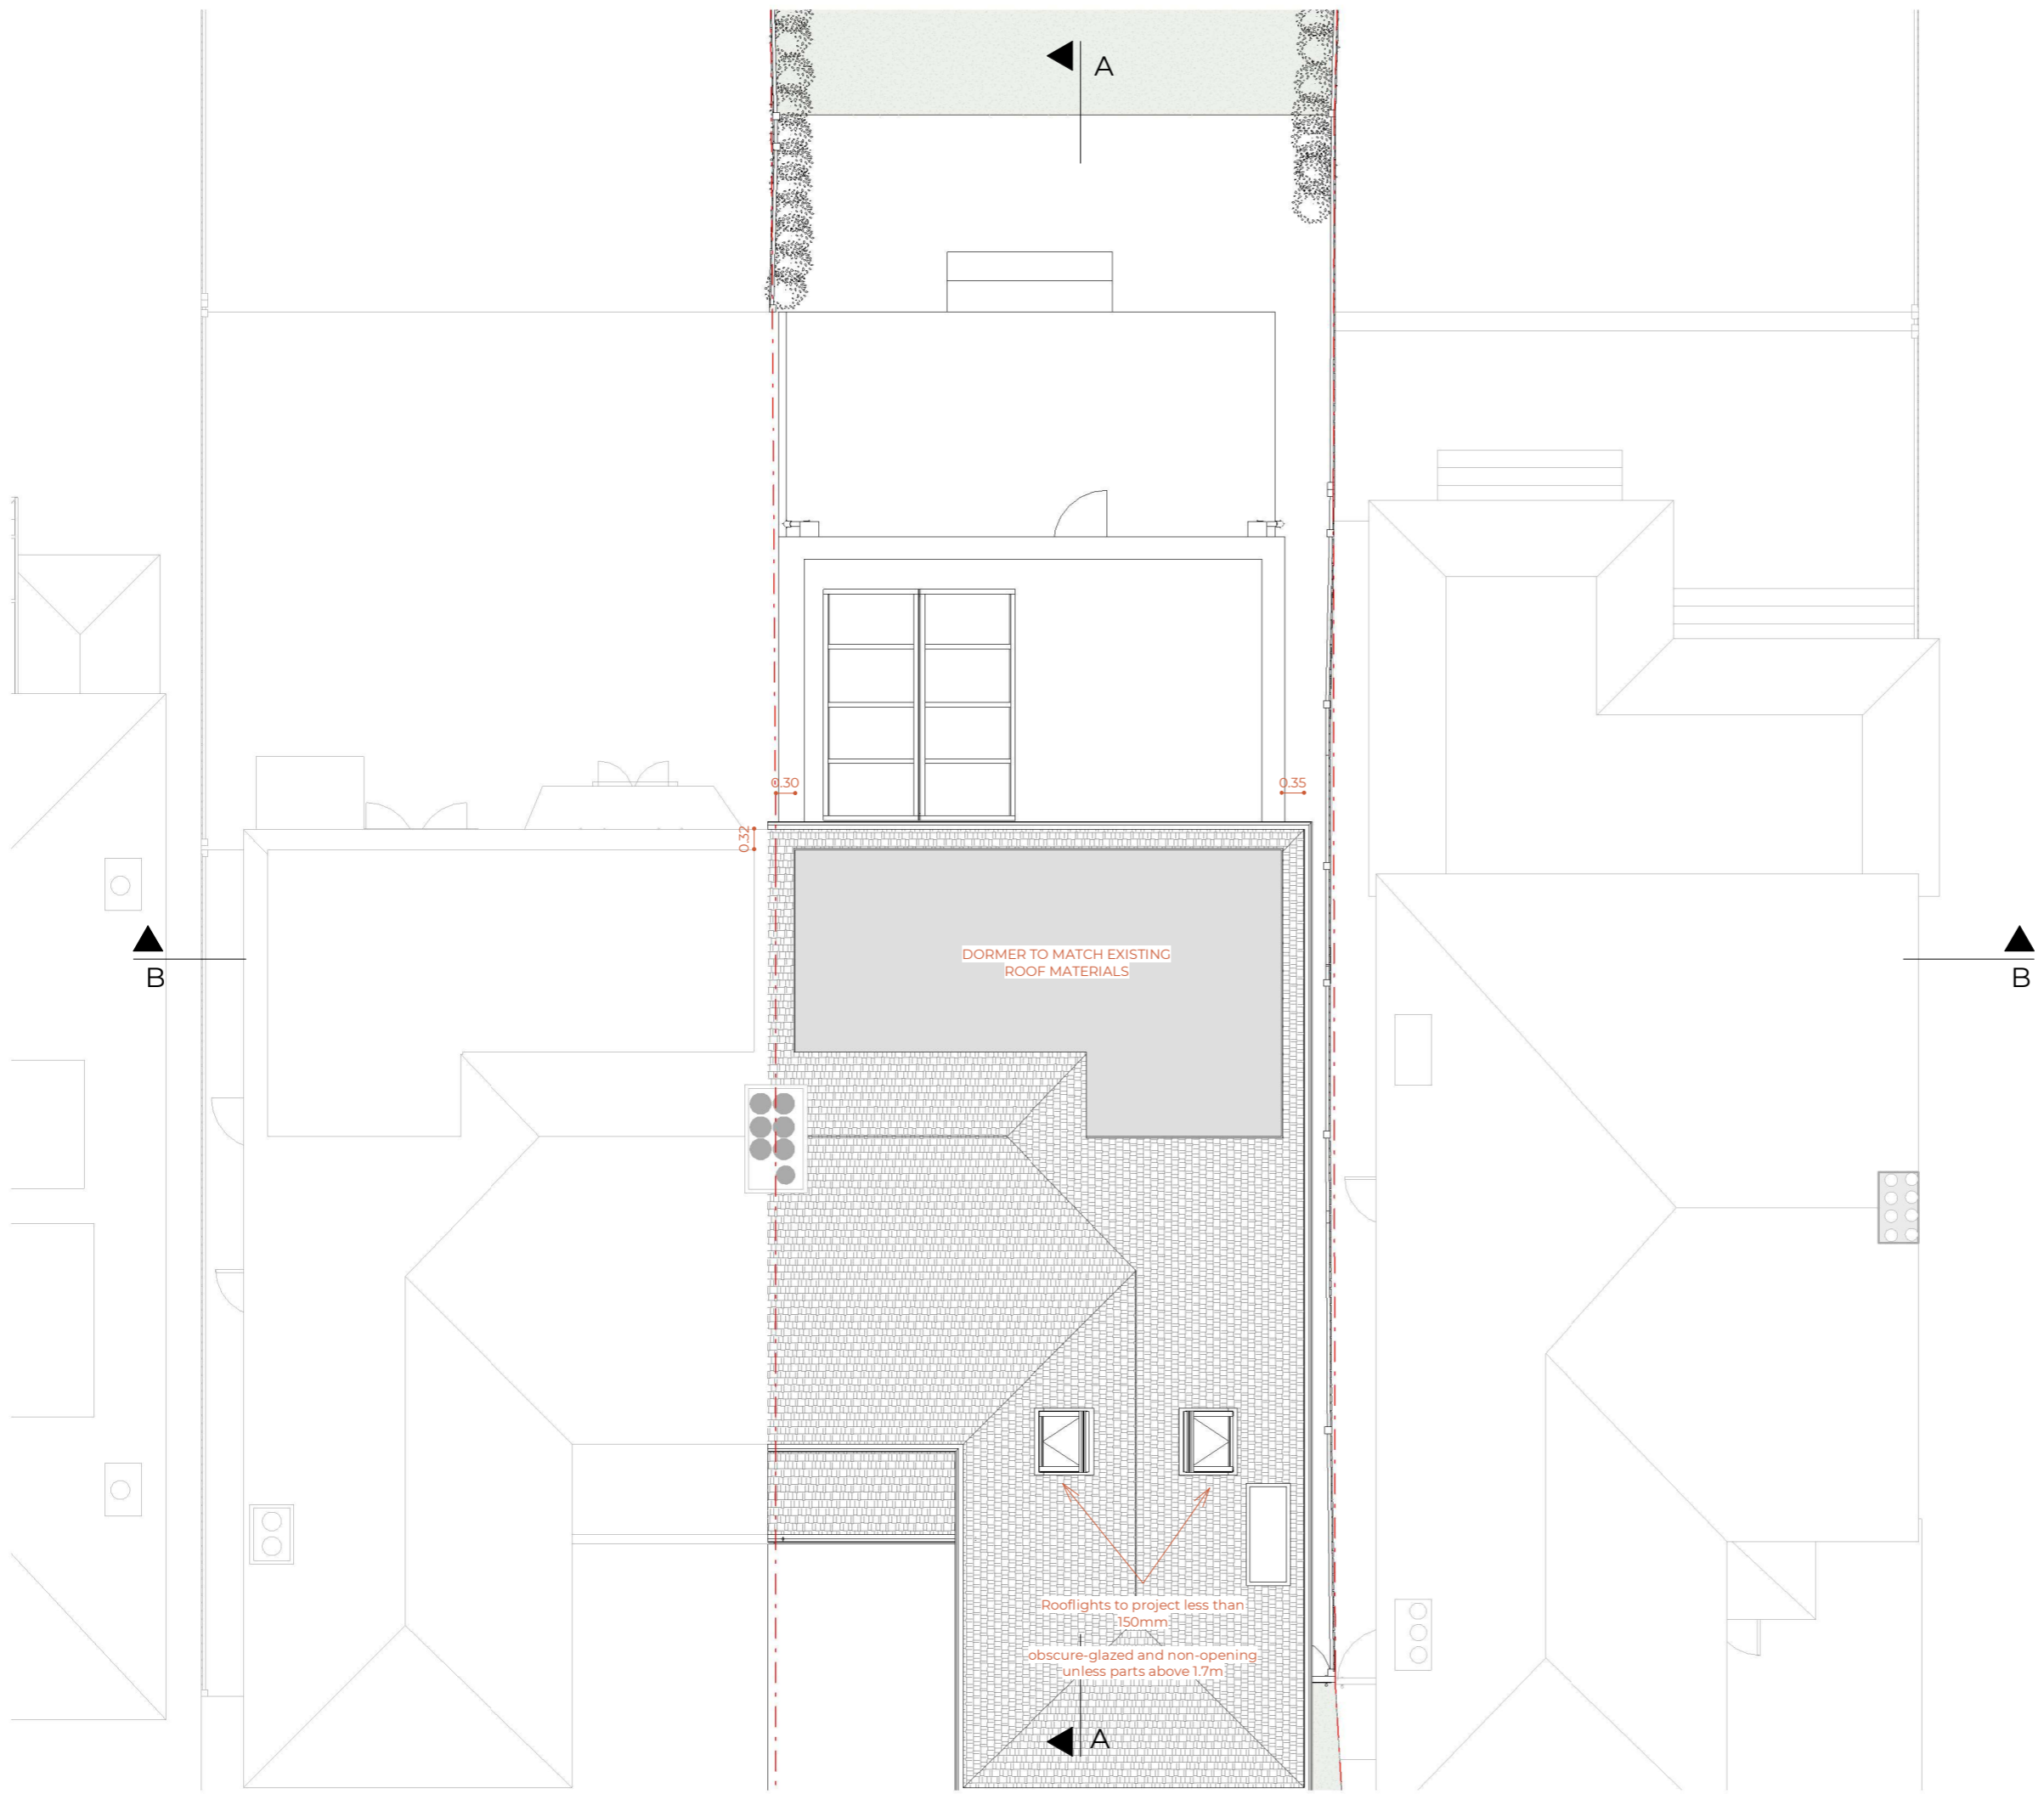 A
0.30
0.35
0.32
DORMER TO MATCH EXISTING
ROOF MATERIALS
B
B
Rooflights to project less than
150mm
obscure-glazed and non-opening
unless parts above 1.7m
A